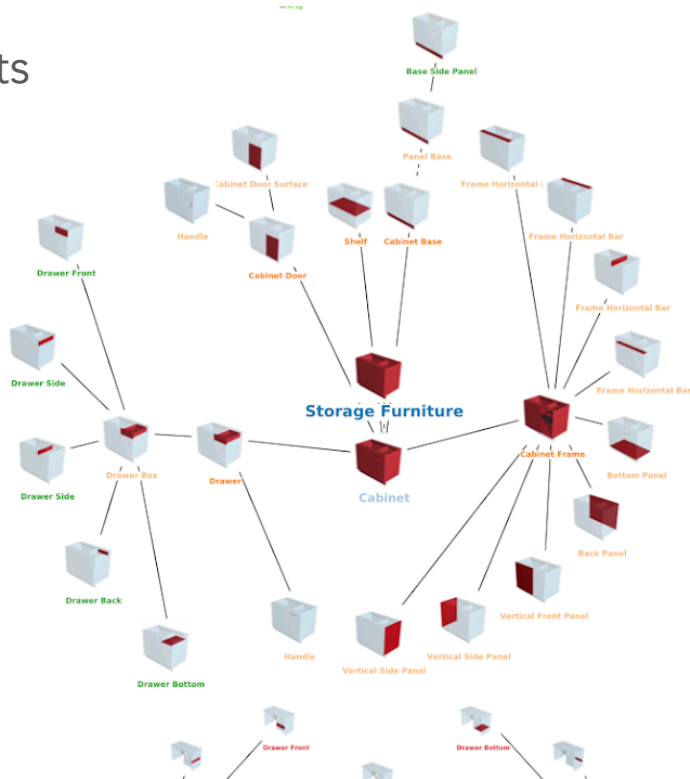 ts
Base Side Panel
Panel Base
Cabinet Door Surface
Frame Horizontal
Handle
Shelf
Cabinet Base
Frame Horizontal Bar
Drawer Front
Cabinet Door
Frame Horizontal Bar
Drawer Side
Frame Horizontal Bar
Storage Furniture
Drawer Box
Drawer
Cabinet Frame
Bottom Panel
Drawer Side
Cabinet
Back Panel
Drawer Back
Vertical Front Panel
Handle
Vertical Side Panel
Vertical Side Panel
Drawer Bottom
Drawer Front
Drawer Bottom